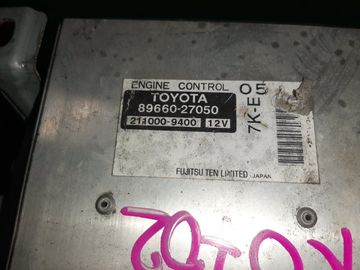 ENGINE CONTROL 05
TOYOTA
89660-27050
211000-9400 12V
7K-E
FUJITSU TEN LIMITED JAPAN